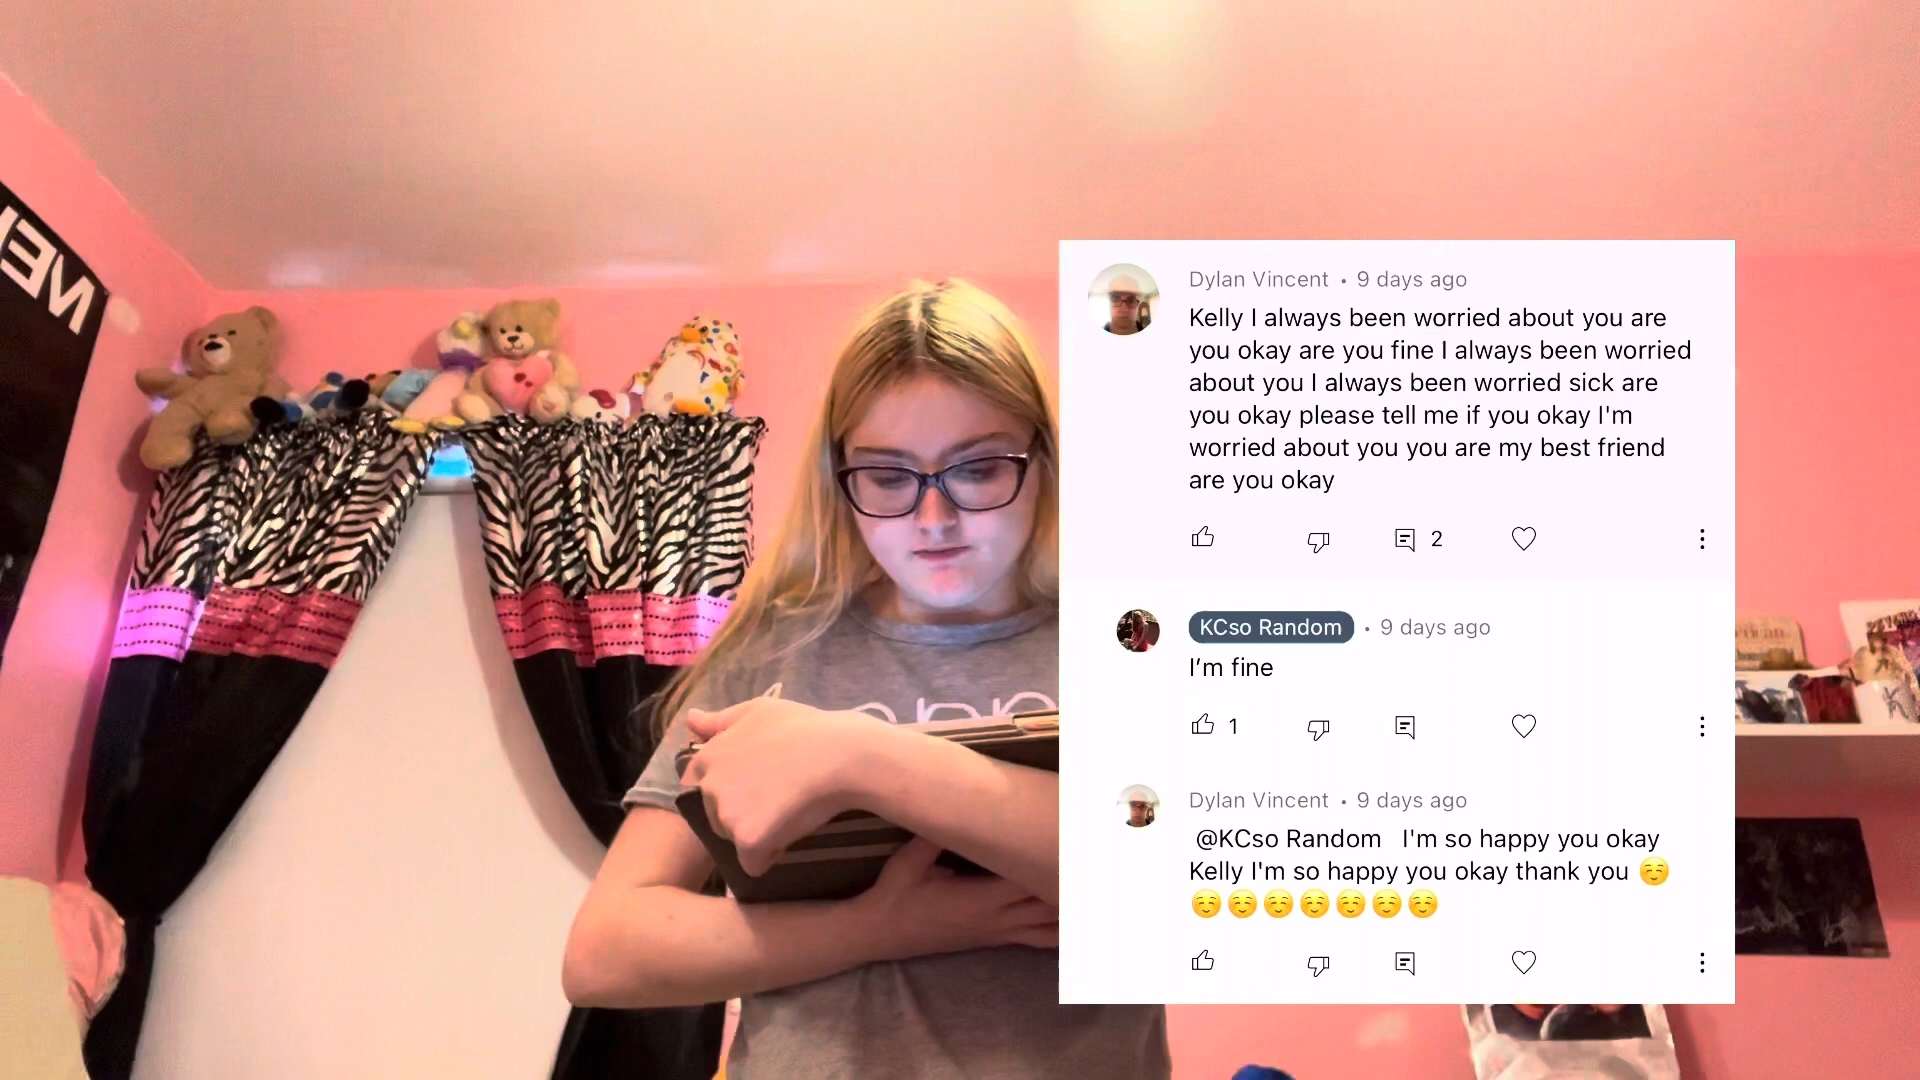 Dylan Vincent • 9 days ago
Kelly I always been worried about you are
you okay are you fine I always been worried
about you I always been worried sick are
you okay please tell me if you okay I'm
worried about you you are my best friend
are you okay
2
KCso Random • 9 days ago
I’m fine
1
Dylan Vincent • 9 days ago
@KCso Random I'm so happy you okay
Kelly I'm so happy you okay thank you ☺️
☺️☺️☺️☺️☺️☺️☺️